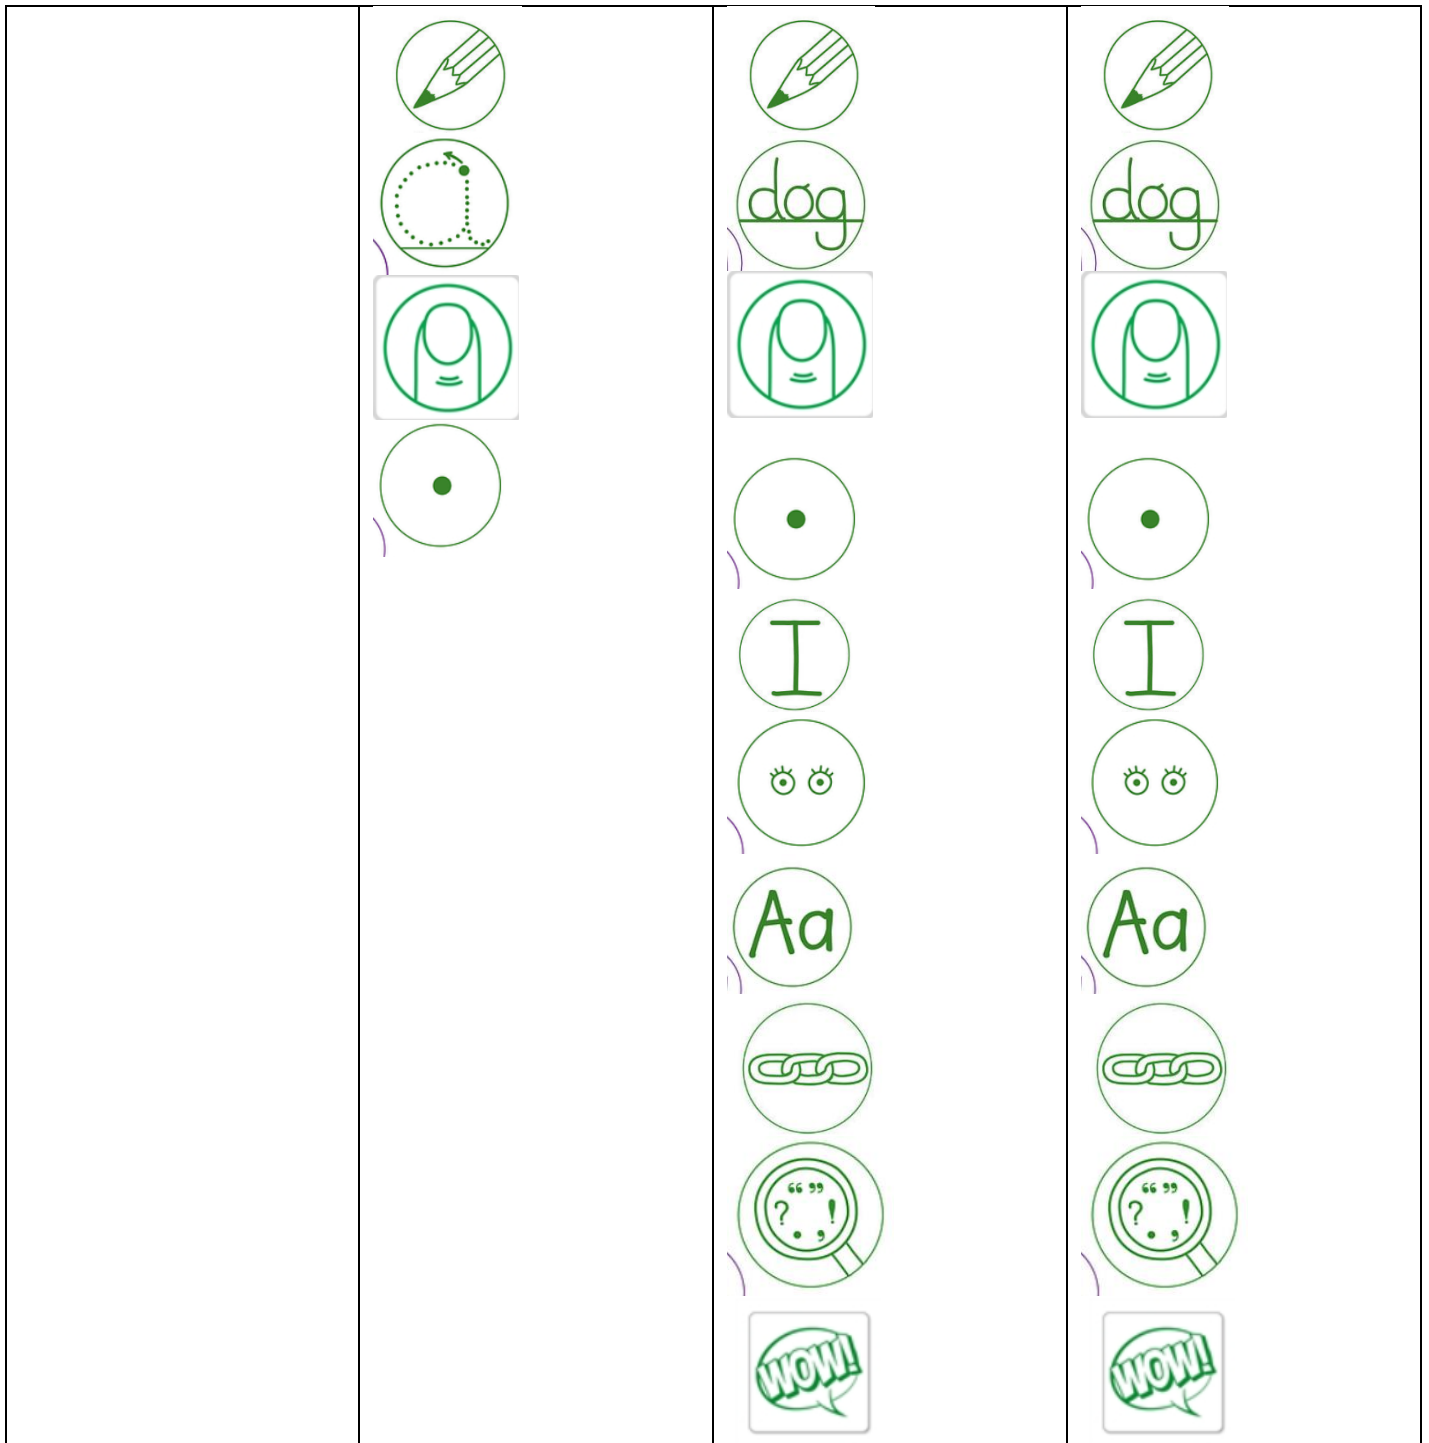 dog dog
I I
Aa Aa
“ ” “ ”
? ! ? !
. , . ,
WOW! WOW!